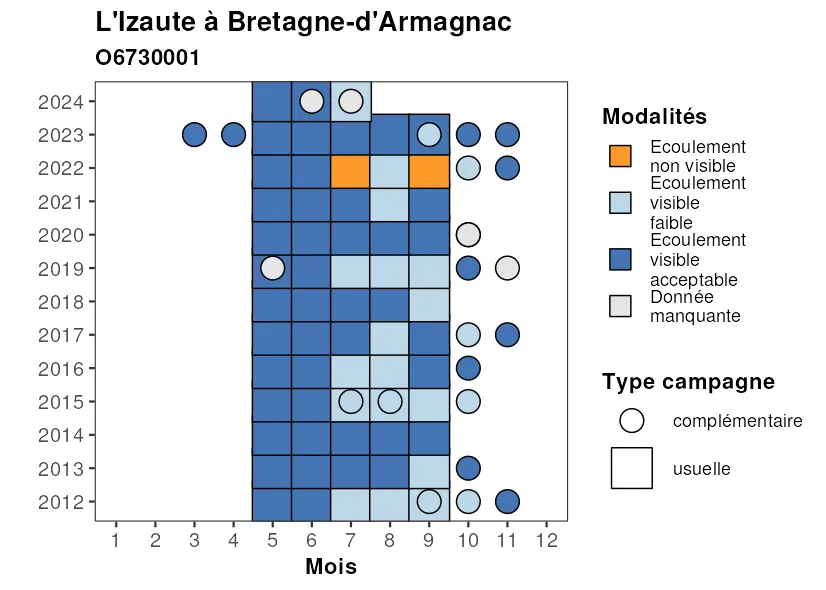 L'Izaute à Bretagne-d'Armagnac
O6730001
2024
2023
2022
2021
2020
2019
2018
2017
2016
2015
2014
2013
2012
1 2 3 4 5 6 7 8 9 10 11 12
Mois
Modalités
Ecoulement
non visible
Ecoulement
visible
faible
Ecoulement
visible
acceptable
Donnée
manquante
Type campagne
complémentaire
usuelle